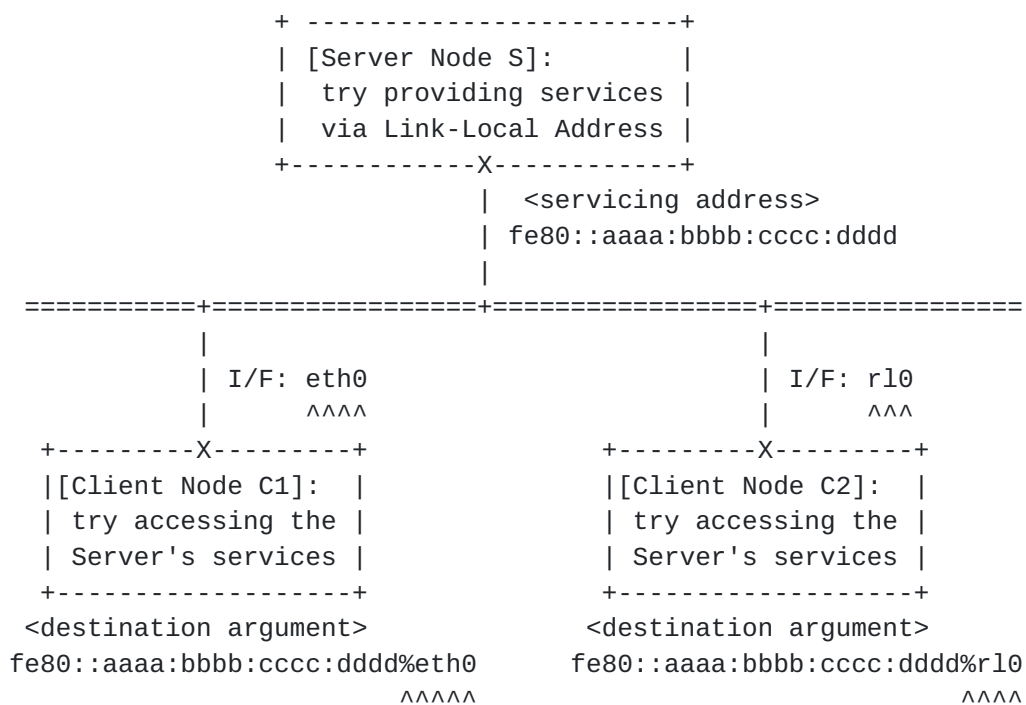 + ------------------------+
| [Server Node S]:        |
|  try providing services |
|  via Link-Local Address |
+------------X------------+
|  <servicing address>
| fe80::aaaa:bbbb:cccc:dddd
|
===========+=================+=================+================
|                                   |
| I/F: eth0                         | I/F: rl0
|      ^^^^                         |      ^^^
+---------X---------+               +---------X---------+
|[Client Node C1]:  |               |[Client Node C2]:  |
| try accessing the |               | try accessing the |
| Server's services |               | Server's services |
+-------------------+               +-------------------+
<destination argument>              <destination argument>
fe80::aaaa:bbbb:cccc:dddd%eth0      fe80::aaaa:bbbb:cccc:dddd%rl0
^^^^^                               ^^^^